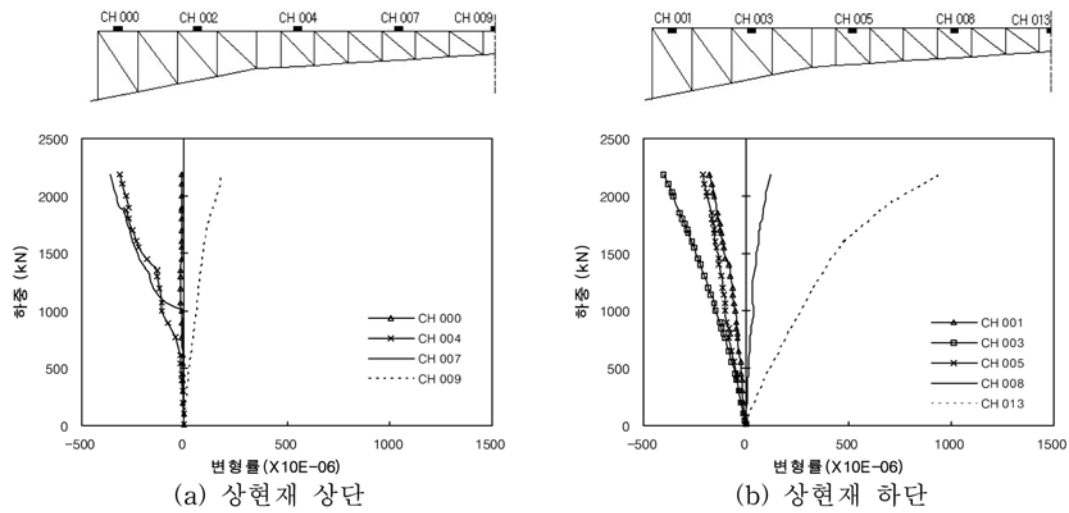 CH 000 CH 002 CH 004 CH 007 CH 009
2500
2000
1500
1000
500
0
하중 (kN)
-500 0 500 1000 1500
변형률(X10E-06)
CH 000
CH 004
CH 007
CH 009
(a) 상현재 상단
CH 001 CH 003 CH 005 CH 008 CH 013
2500
2000
1500
1000
500
0
하중 (kN)
-500 0 500 1000 1500
변형률(X10E-06)
CH 001
CH 003
CH 005
CH 008
CH 013
(b) 상현재 하단